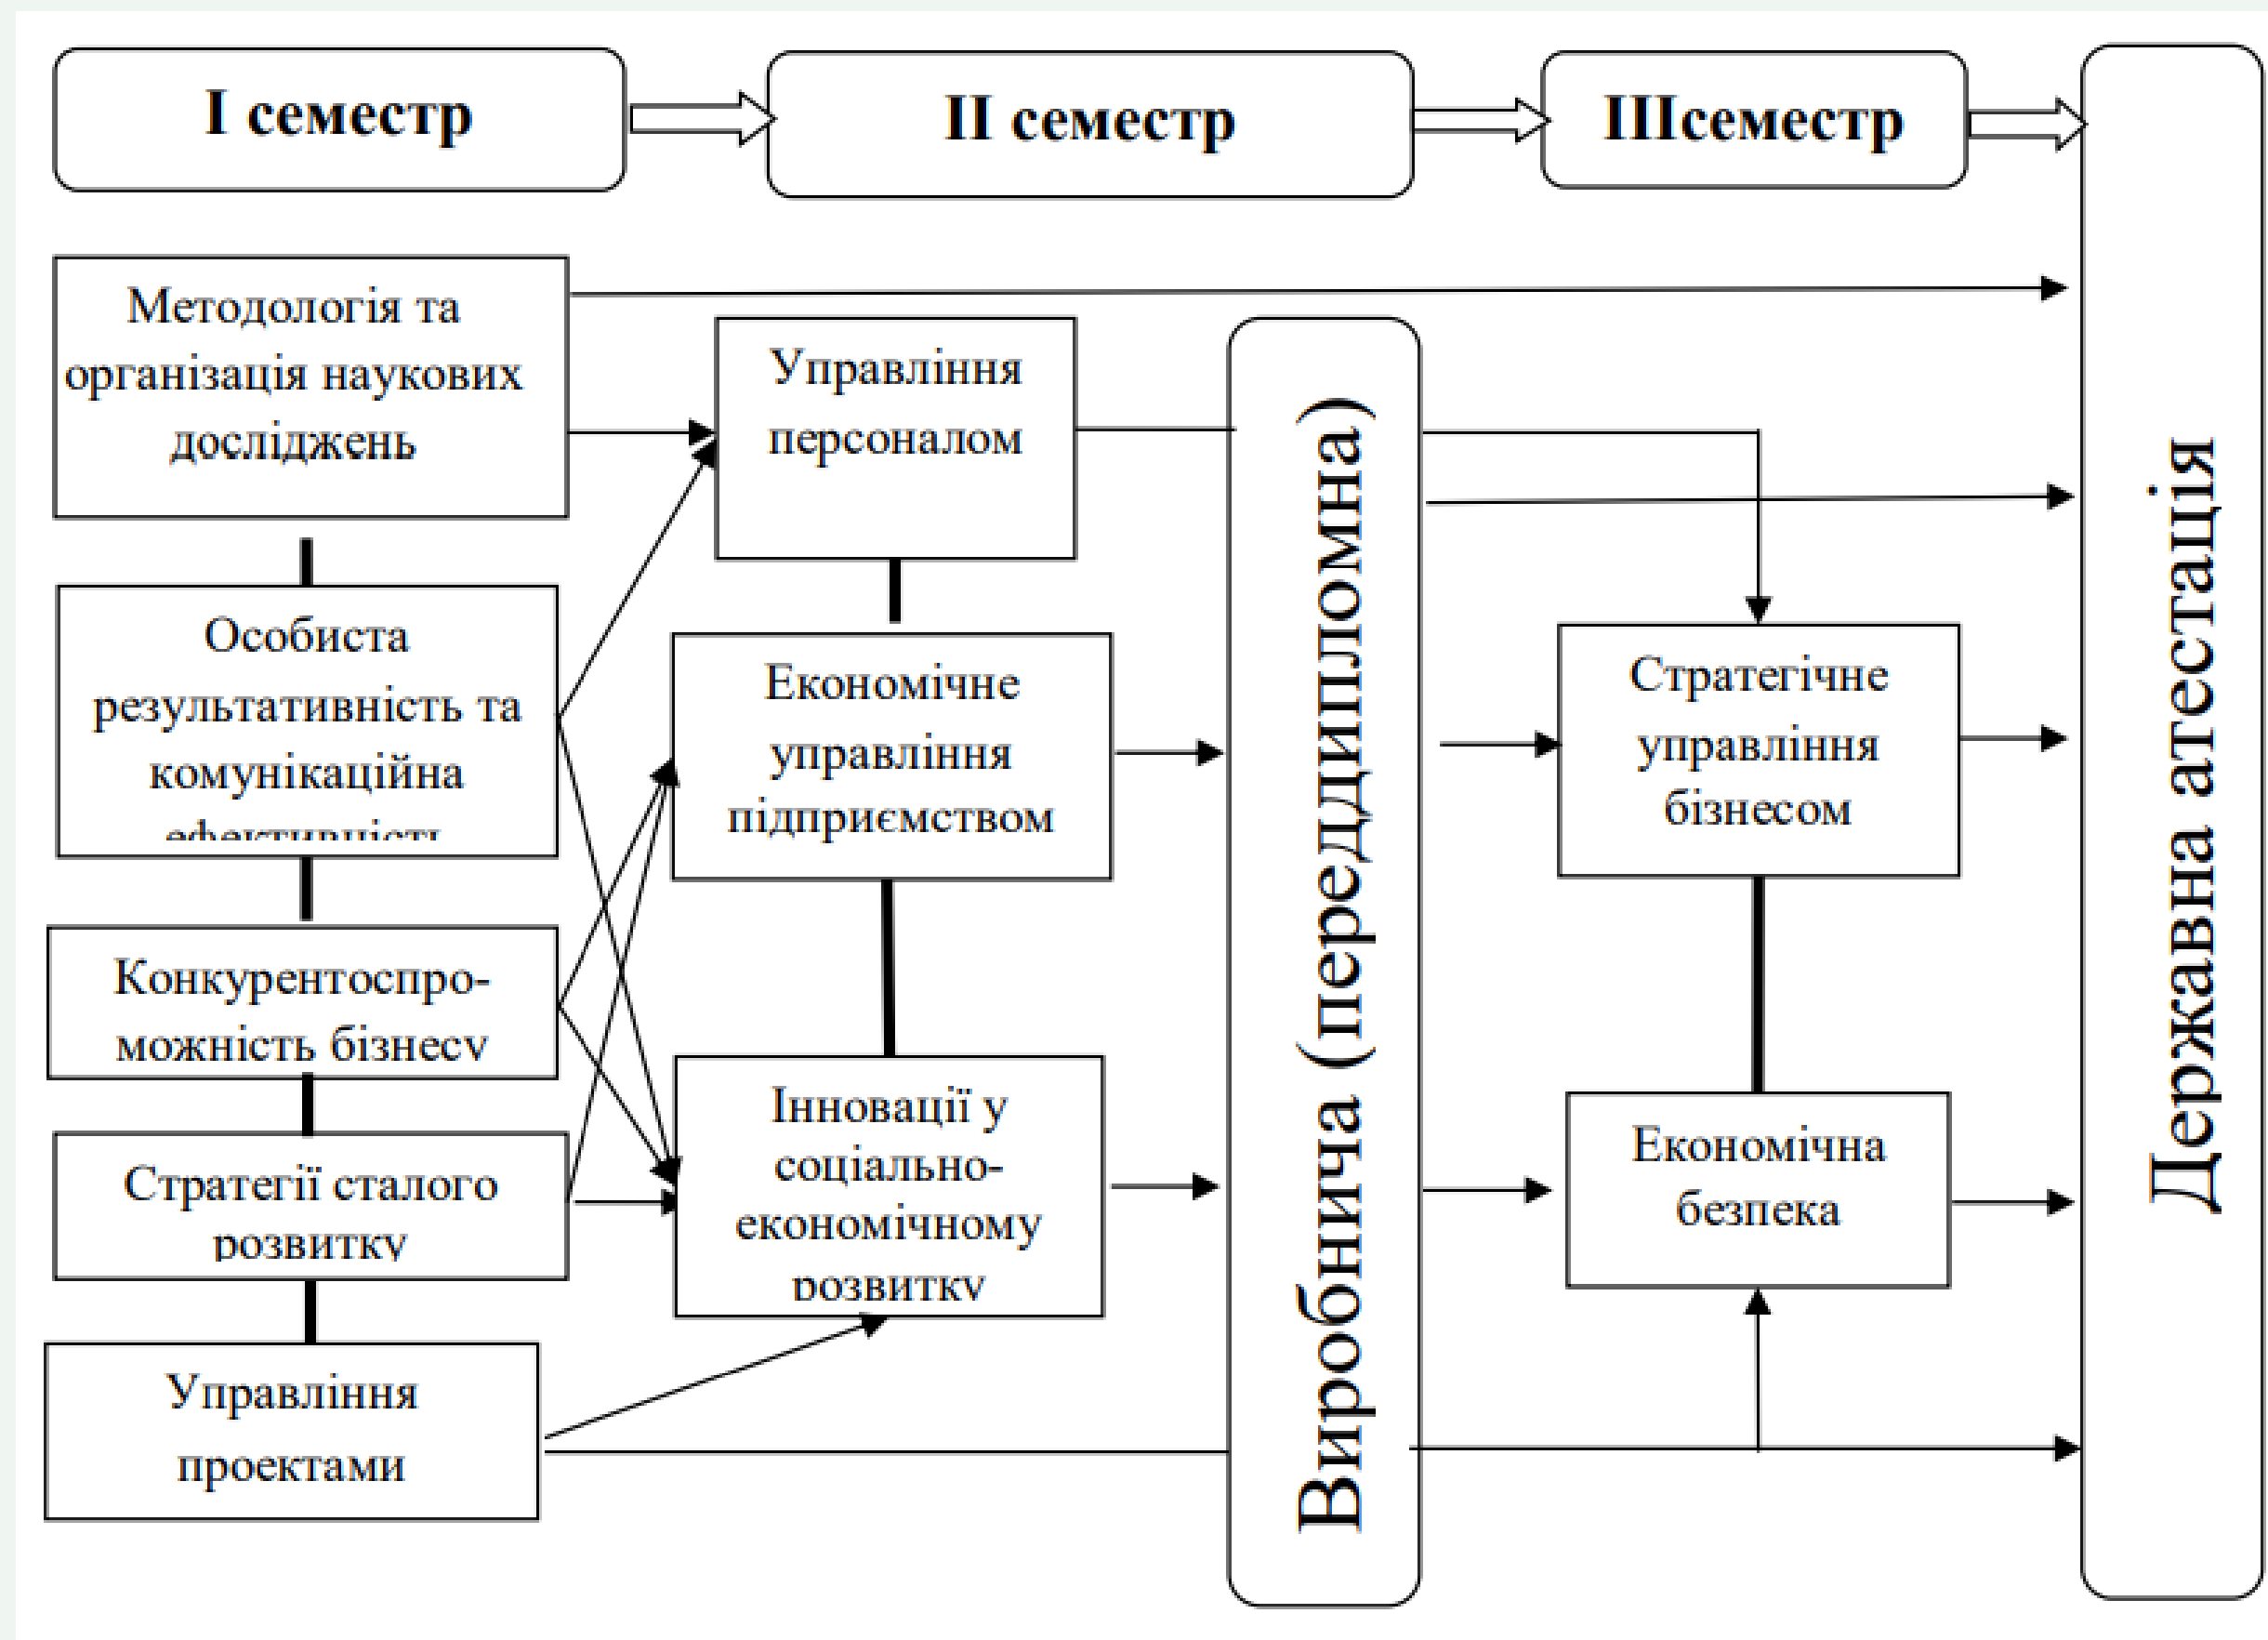 I семестр
II семестр
IIIсеместр
Методологія та
організація наукових
досліджень
Особиста
результативність та
комунікаційна
ефективність
Конкурентоспро-
можність бізнесу
Стратегії сталого
розвитку
Управління
проектами
Управління
персоналом
Економічне
управління
підприємством
Інновації у
соціально-
економічному
розвитку
Виробнича (переддипломна)
Стратегічне
управління
бізнесом
Економічна
безпека
Державна атестація